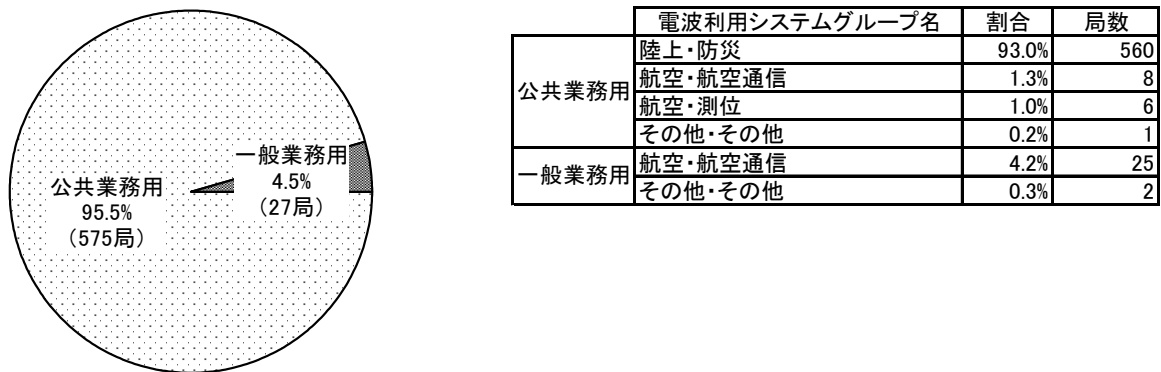 一般業務用
4.5%
（27局）
公共業務用
95.5%
（575局）
電波利用システムグループ名 割合 局数
公共業務用
陸上・防災 93.0% 560
航空・航空通信 1.3% 8
航空・測位 1.0% 6
その他・その他 0.2% 1
一般業務用
航空・航空通信 4.2% 25
その他・その他 0.3% 2